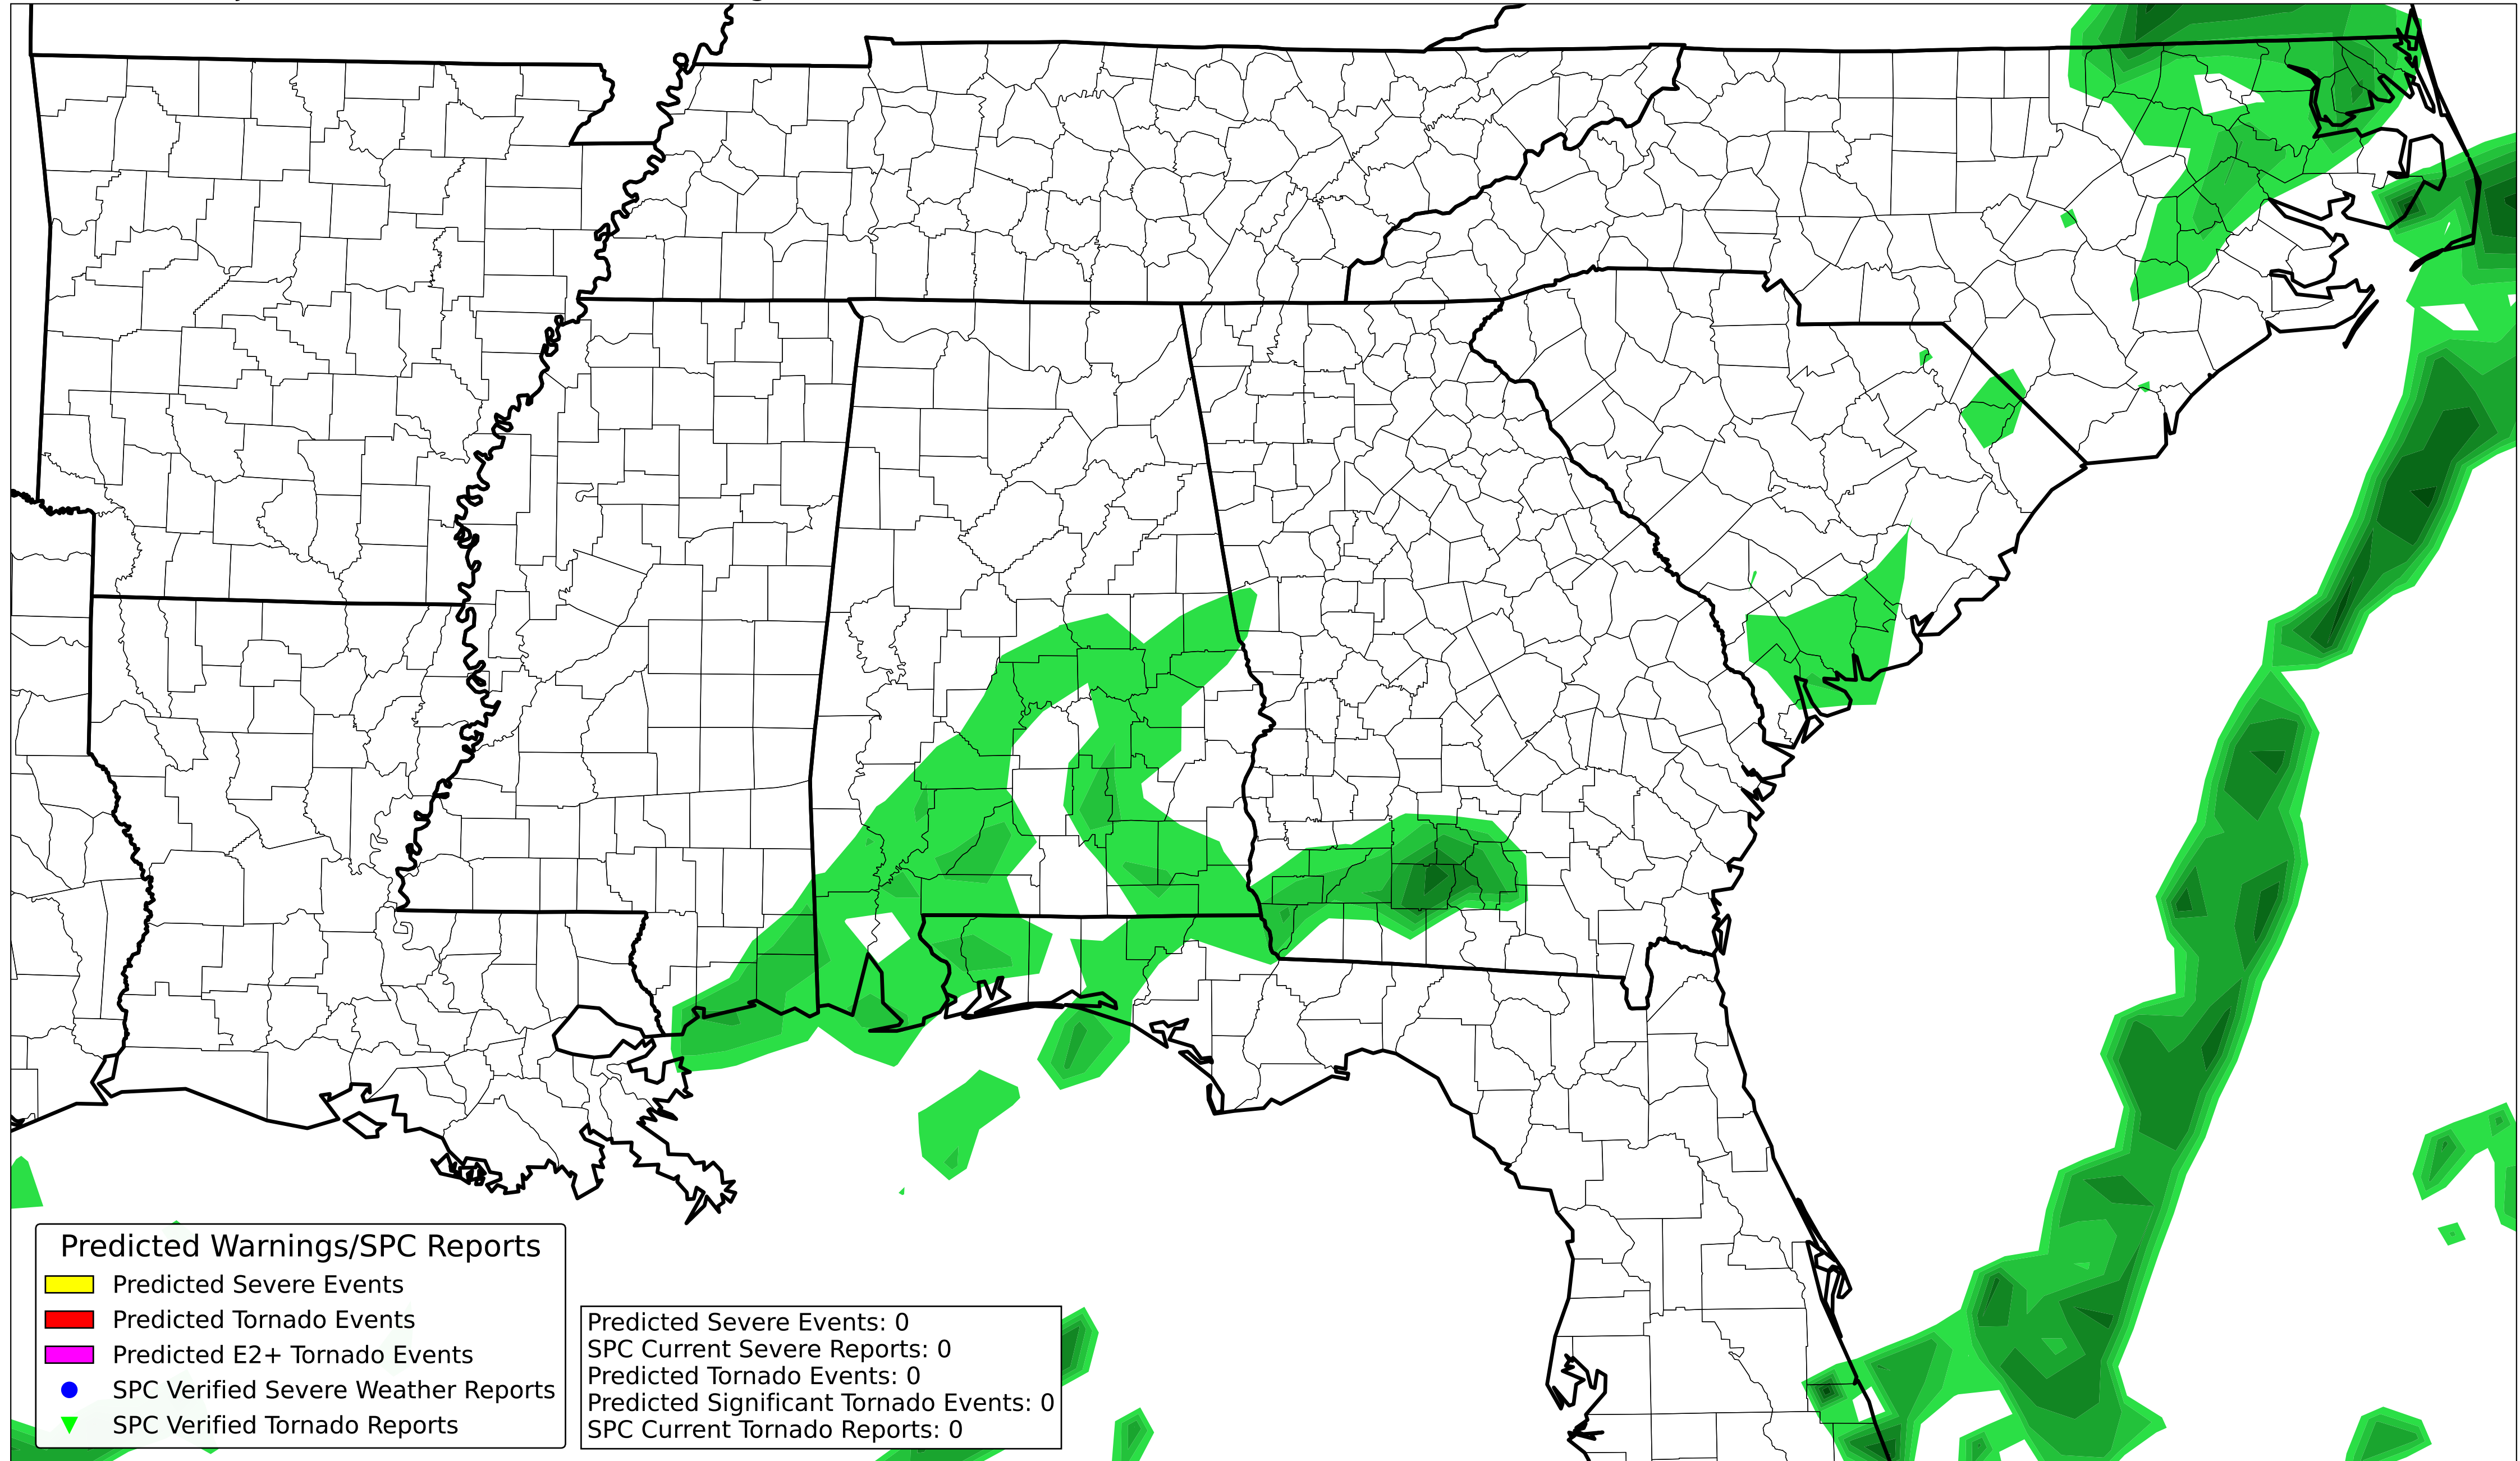 Predicted Warnings/SPC Reports
Predicted Severe Events
Predicted Tornado Events
Predicted E2+ Tornado Events
SPC Verified Severe Weather Reports
SPC Verified Tornado Reports
Predicted Severe Events: 0
SPC Current Severe Reports: 0
Predicted Tornado Events: 0
Predicted Significant Tornado Events: 0
SPC Current Tornado Reports: 0